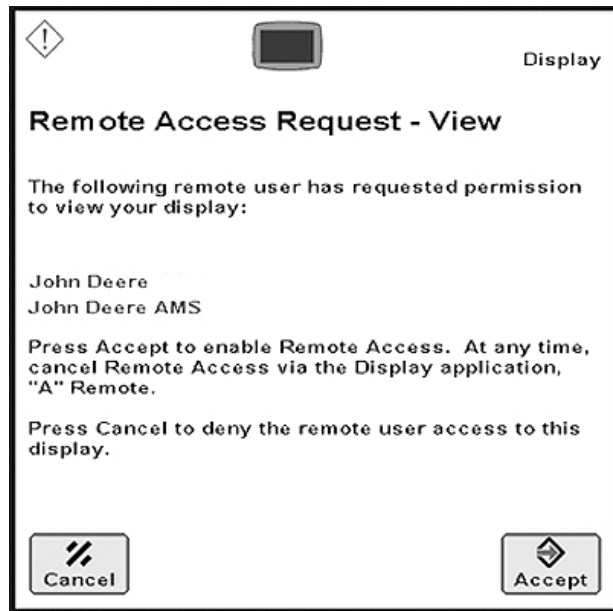 Display
Remote Access Request - View
The following remote user has requested permission
to view your display:
John Deere
John Deere AMS
Press Accept to enable Remote Access.  At any time,
cancel Remote Access via the Display application,
"A" Remote.
Press Cancel to deny the remote user access to this
display.
Cancel
Accept